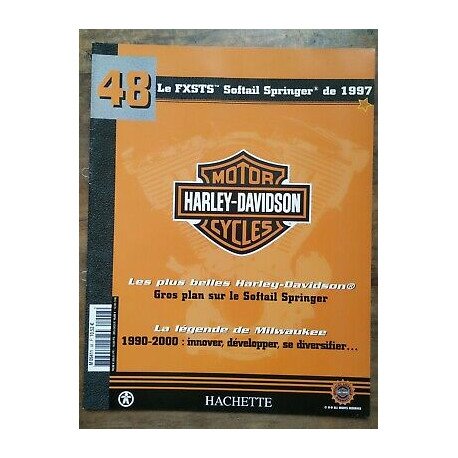 48
Le FXSTS™ Softail Springer® de 1997
MOTOR
HARLEY-DAVIDSON
CYCLES
Les plus belles Harley-Davidson®
Gros plan sur le Softail Springer
La légende de Milwaukee
1990-2000 : innover, développer, se diversifier...
HACHETTE